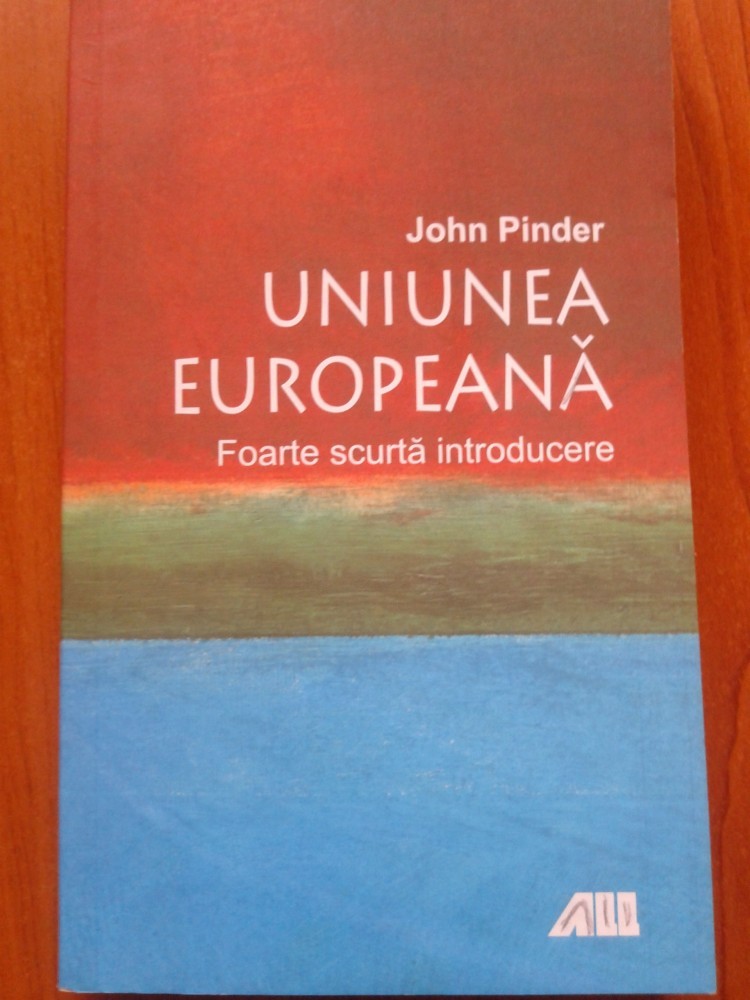 John Pinder
UNIUNEA
EUROPEANĂ
Foarte scurtă introducere
ALL